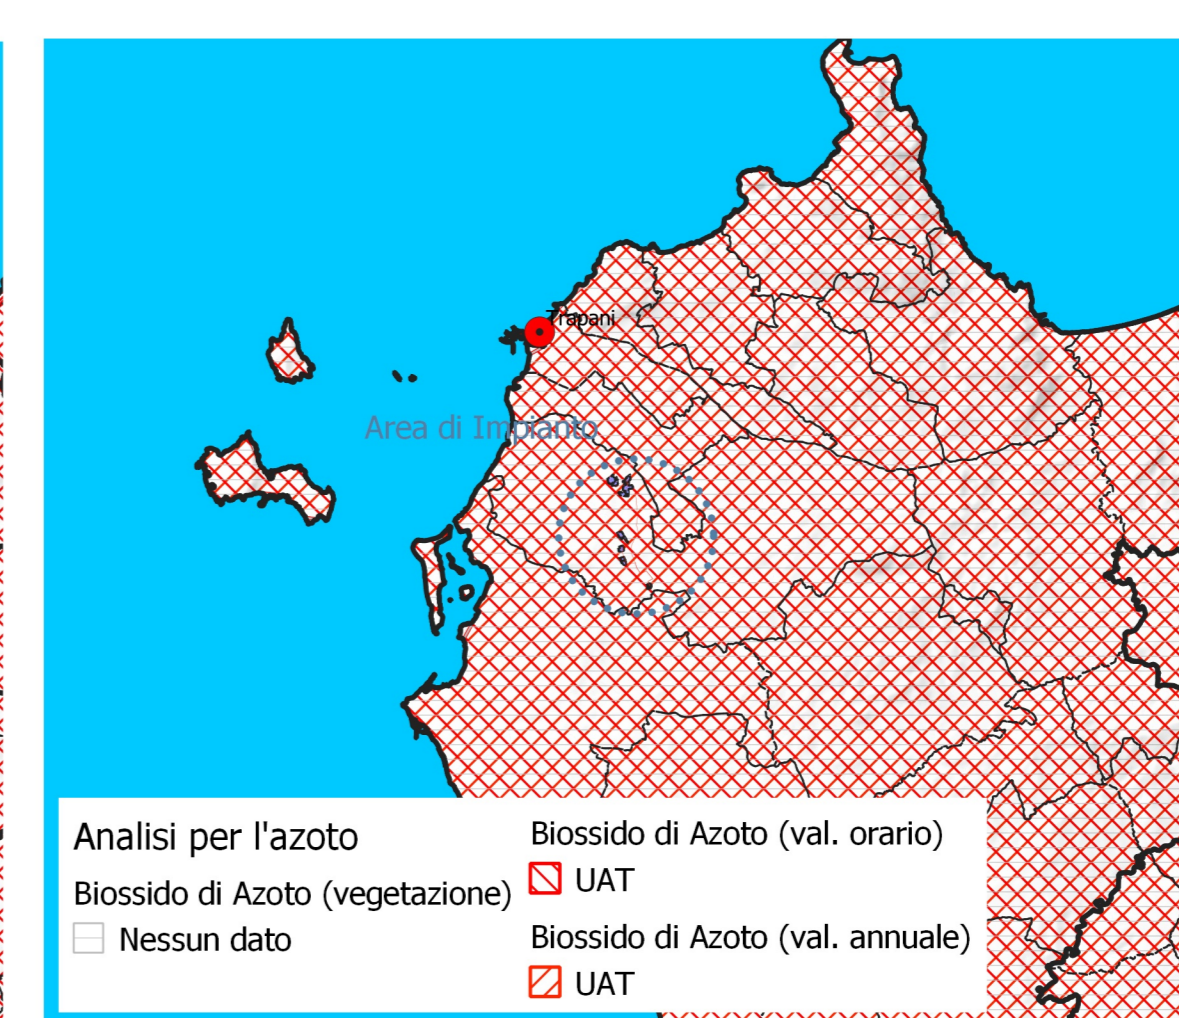 Trapani
Area di Impianto
Analisi per l'azoto
Biossido di Azoto (vegetazione)
Nessun dato
Biossido di Azoto (val. orario)
UAT
Biossido di Azoto (val. annuale)
UAT